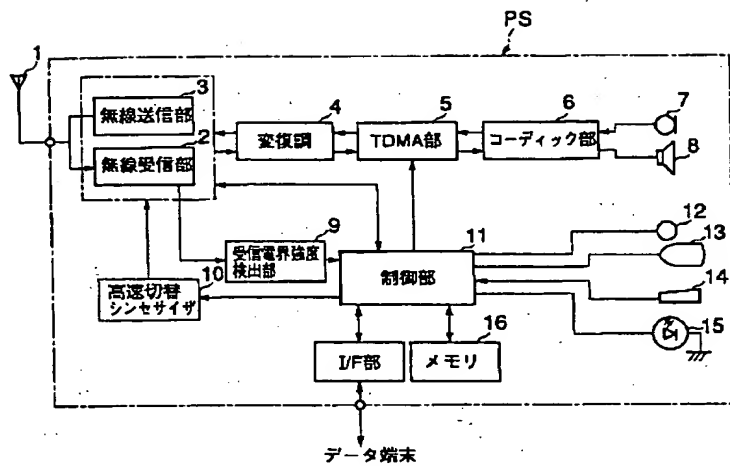 PS
1
3
無線送信部
2
無線受信部
4
変復調
5
TDMA部
6
コーディック部
7
8
9
受信電界強度
検出部
10
高速切替
シンセサイザ
11
制御部
12
13
14
15
I/F部
16
メモリ
データ端末